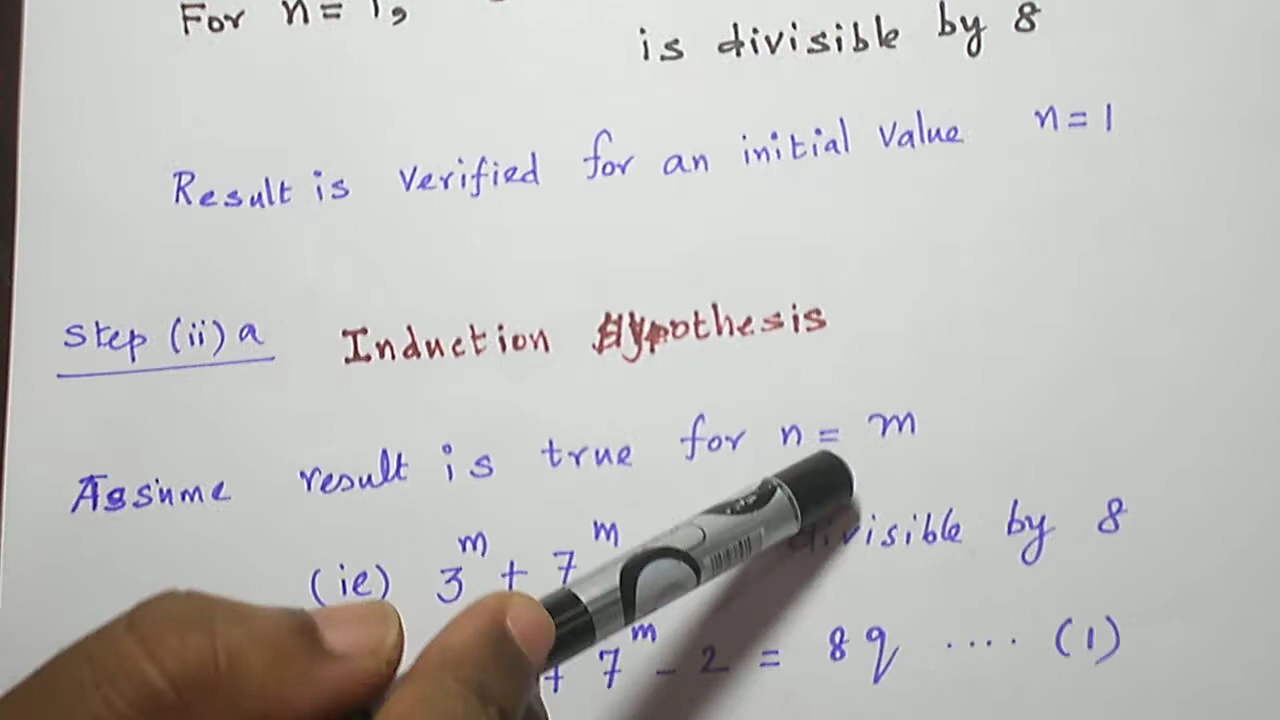 For n = 1,
is divisible by 8
Result is verified for an initial value n = 1
Step (ii) a Induction Hypothesis
Assume result is true for n = m
(ie) 3^m + 7^m divisible by 8
+ 7^m - 2 = 8q .... (1)